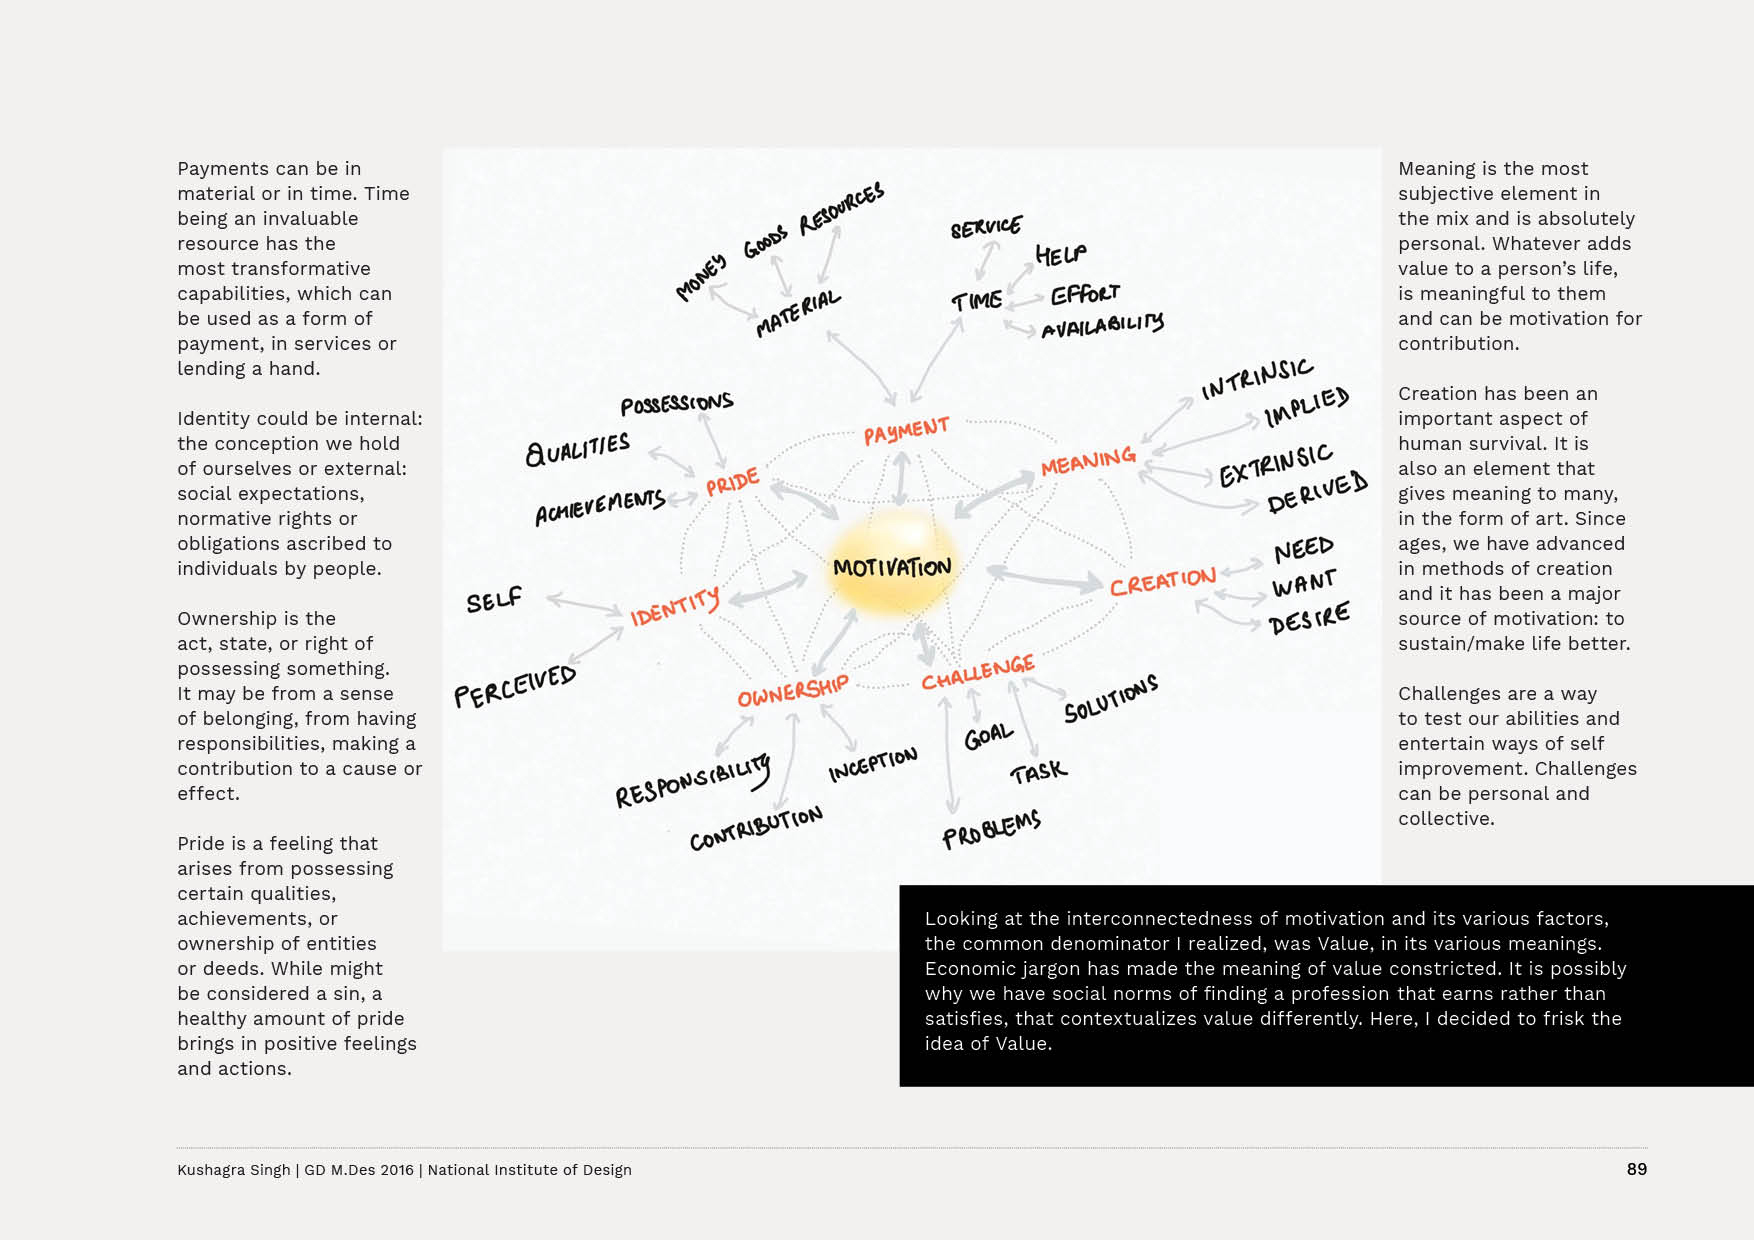 Payments can be in
material or in time. Time
being an invaluable
resource has the
most transformative
capabilities, which can
be used as a form of
payment, in services or
lending a hand.
Identity could be internal:
the conception we hold
of ourselves or external:
social expectations,
normative rights or
obligations ascribed to
individuals by people.
Ownership is the
act, state, or right of
possessing something.
It may be from a sense
of belonging, from having
responsibilities, making a
contribution to a cause or
effect.
Pride is a feeling that
arises from possessing
certain qualities,
achievements, or
ownership of entities
or deeds. While might
be considered a sin, a
healthy amount of pride
brings in positive feelings
and actions.
MONEY
GOODS
RESOURCES
MATERIAL
SERVICE
HELP
TIME
EFFORT
AVAILABILITY
POSSESSIONS
QUALITIES
ACHIEVEMENTS
PRIDE
PAYMENT
MEANING
INTRINSIC
IMPLIED
EXTRINSIC
DERIVED
MOTIVATION
SELF
IDENTITY
PERCEIVED
CREATION
NEED
WANT
DESIRE
OWNERSHIP
CHALLENGE
RESPONSIBILITY
CONTRIBUTION
INCEPTION
GOAL
SOLUTIONS
TASK
PROBLEMS
Meaning is the most
subjective element in
the mix and is absolutely
personal. Whatever adds
value to a person’s life,
is meaningful to them
and can be motivation for
contribution.
Creation has been an
important aspect of
human survival. It is
also an element that
gives meaning to many,
in the form of art. Since
ages, we have advanced
in methods of creation
and it has been a major
source of motivation: to
sustain/make life better.
Challenges are a way
to test our abilities and
entertain ways of self
improvement. Challenges
can be personal and
collective.
Looking at the interconnectedness of motivation and its various factors,
the common denominator I realized, was Value, in its various meanings.
Economic jargon has made the meaning of value constricted. It is possibly
why we have social norms of finding a profession that earns rather than
satisfies, that contextualizes value differently. Here, I decided to frisk the
idea of Value.
Kushagra Singh | GD M.Des 2016 | National Institute of Design
89